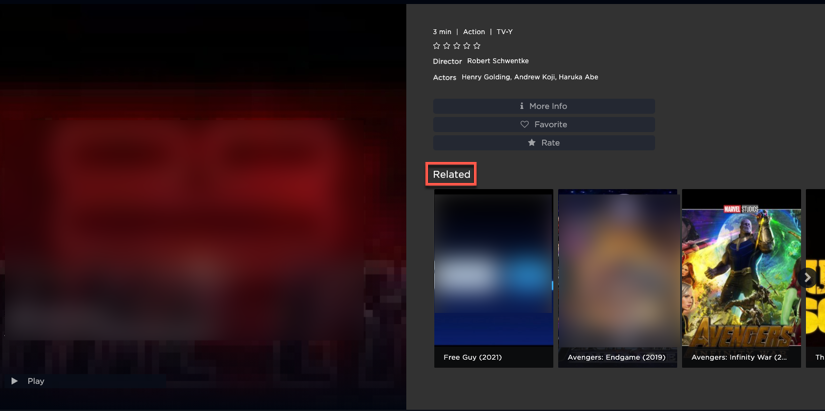 3 min | Action | TV-Y
Director Robert Schwentke
Actors Henry Golding, Andrew Koji, Haruka Abe
More Info
Favorite
Rate
Related
MARVEL STUDIOS
AVENGERS
Free Guy (2021)
Avengers: Endgame (2019)
Avengers: Infinity War (2...
Th
Play